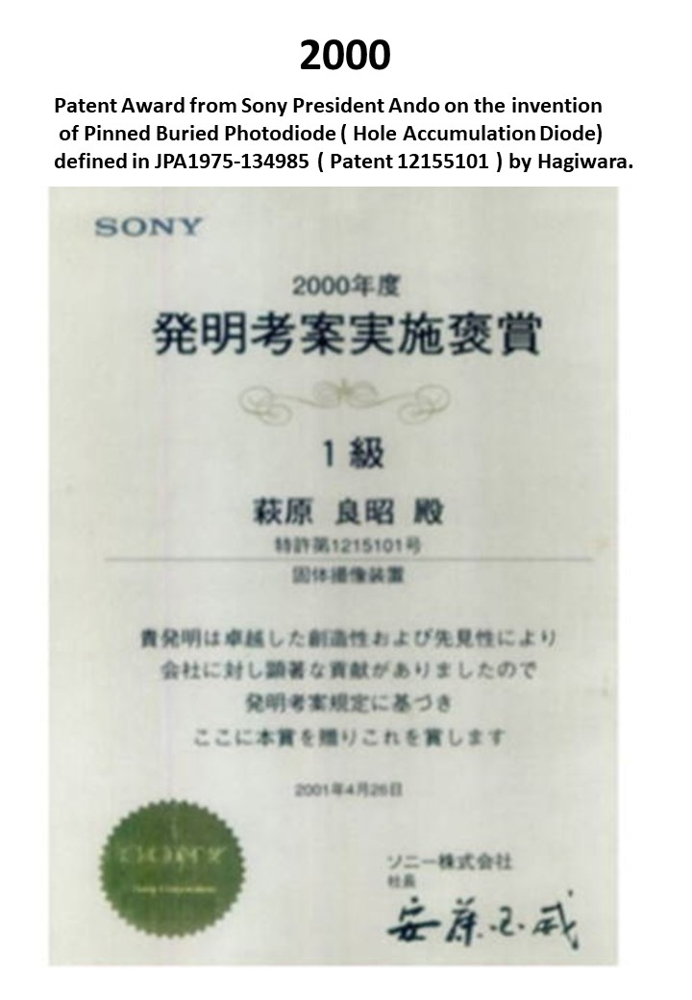 2000
Patent Award from Sony President Ando on the invention
of Pinned Buried Photodiode ( Hole Accumulation Diode)
defined in JPA1975-134985 ( Patent 12155101 ) by Hagiwara.
SONY
2000年度
発明考案実施褒賞
1級
萩原 良昭 殿
特許第1215101号
固体撮像装置
貴発明は卓越した創造性および先見性により
会社に対し顕著な貢献がありましたので
発明考案規定に基づき
ここに本賞を贈りこれを賞します
2001年4月26日
SONY
Sony Corporation
ソニー株式会社
社長
安藤国威